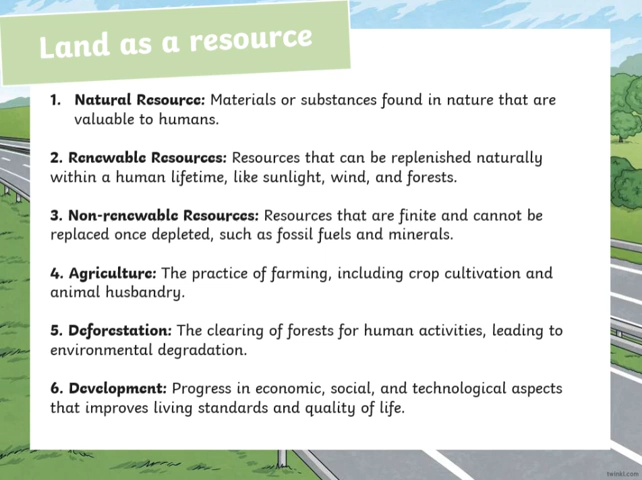 Land as a resource
1. Natural Resource: Materials or substances found in nature that are
valuable to humans.
2. Renewable Resources: Resources that can be replenished naturally
within a human lifetime, like sunlight, wind, and forests.
3. Non-renewable Resources: Resources that are finite and cannot be
replaced once depleted, such as fossil fuels and minerals.
4. Agriculture: The practice of farming, including crop cultivation and
animal husbandry.
5. Deforestation: The clearing of forests for human activities, leading to
environmental degradation.
6. Development: Progress in economic, social, and technological aspects
that improves living standards and quality of life.
twinkl.com